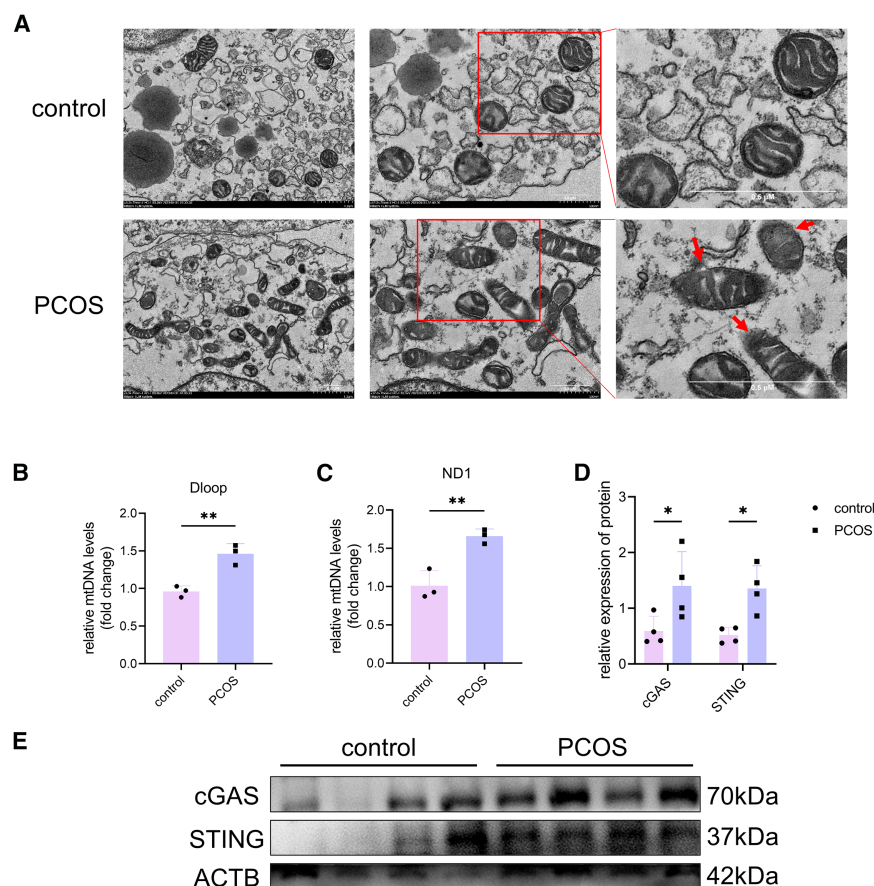 A
control
0.5 μM
PCOS
0.5 μM
B
Dloop
**
relative mtDNA levels
(fold change)
2.0
1.5
1.0
0.5
0.0
control
PCOS
C
ND1
**
relative mtDNA levels
(fold change)
2.0
1.5
1.0
0.5
0.0
control
PCOS
D
relative expression of protein
3
2
1
0
*
*
cGAS
STING
control
PCOS
E
control
PCOS
cGAS
70kDa
STING
37kDa
ACTB
42kDa